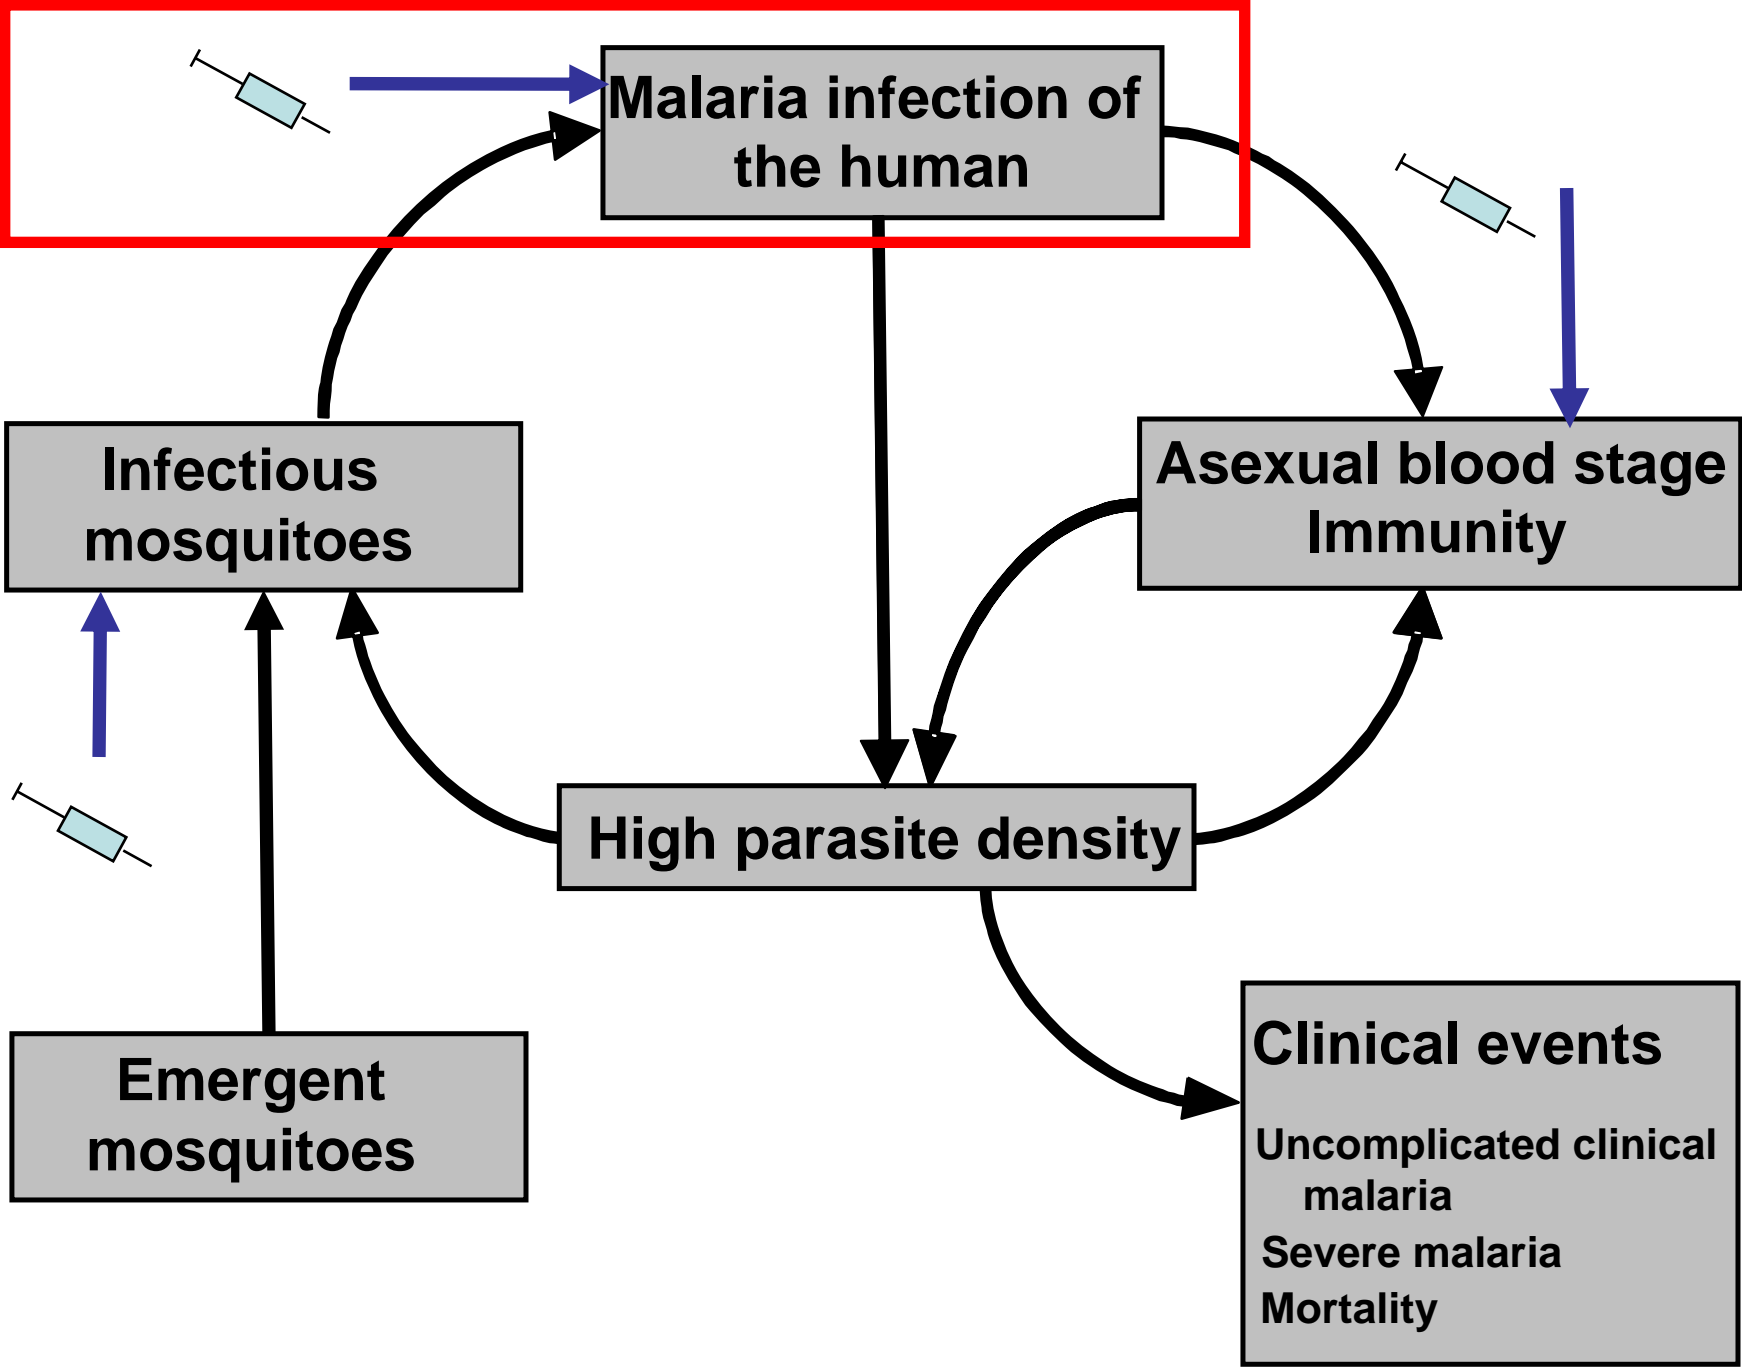 Malaria infection of
the human
Infectious
mosquitoes
Asexual blood stage
Immunity
High parasite density
Emergent
mosquitoes
Clinical events
Uncomplicated clinical
malaria
Severe malaria
Mortality